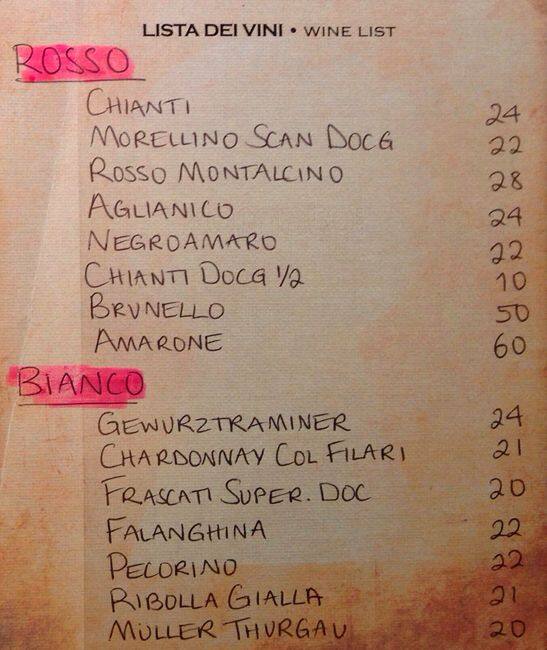 LISTA DEI VINI • WINE LIST
ROSSO
CHIANTI 24
MORELLINO SCAN DOCG 22
ROSSO MONTALCINO 28
AGLIANICO 24
NEGROAMARO 22
CHIANTI DOCG 1/2 10
BRUNELLO 50
AMARONE 60
BIANCO
GEWURZTRAMINER 24
CHARDONNAY COL FILARI 21
FRASCATI SUPER. DOC 20
FALANGHINA 22
PECORINO 22
RIBOLLA GIALLA 21
MÜLLER THURGAU 20